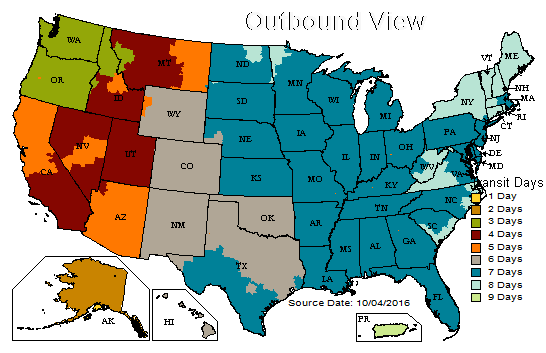 Outbound View
WA
OR
CA
NV
ID
MT
WY
UT
AZ
CO
NM
ND
SD
NE
KS
OK
TX
MN
IA
MO
AR
LA
WI
IL
MS
MI
IN
KY
TN
AL
OH
GA
FL
SC
NC
VA
WV
PA
NY
VT
ME
NH
MA
RI
CT
NJ
DE
MD
Transit Days
1 Day
2 Days
3 Days
4 Days
5 Days
6 Days
7 Days
8 Days
9 Days
Source Date: 10/04/2016
AK
HI
PR